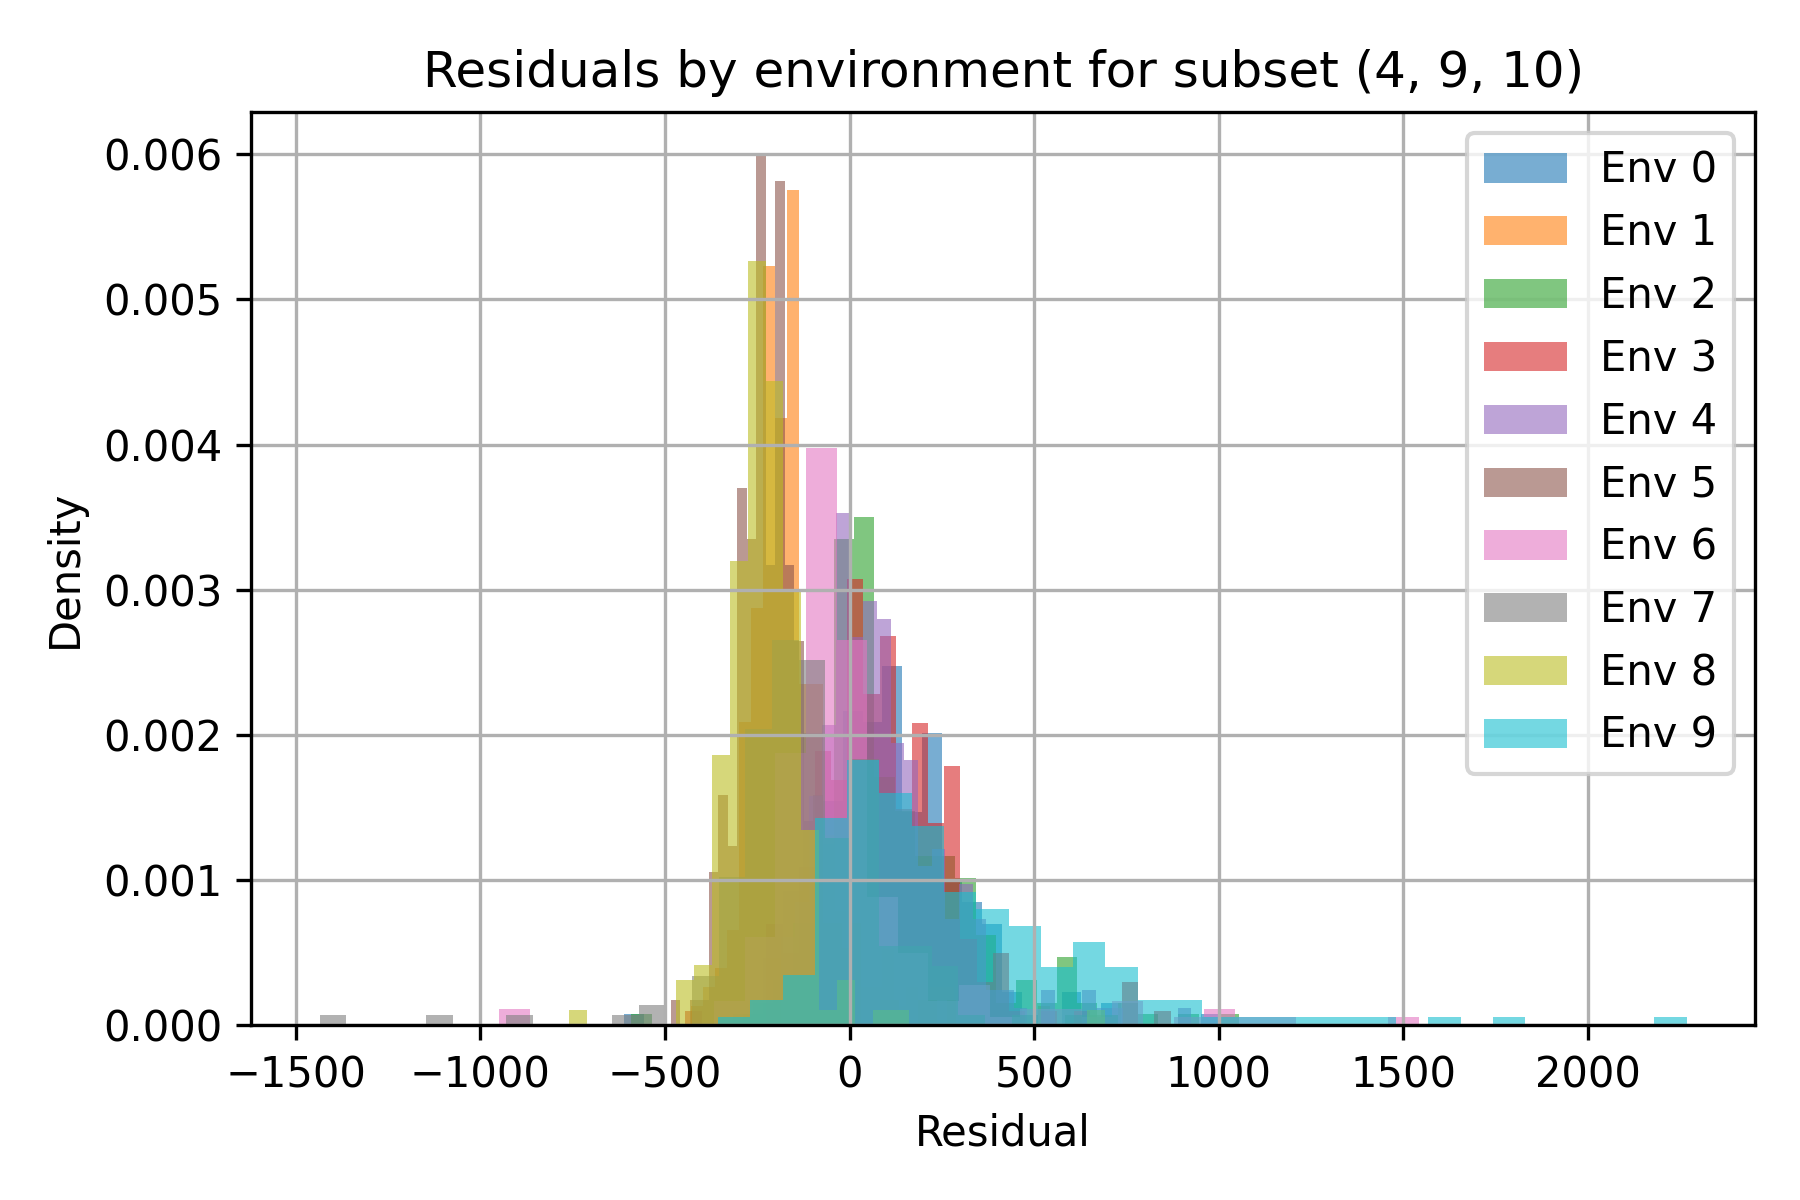 Residuals by environment for subset (4, 9, 10)
0.006
0.005
0.004
0.003
0.002
0.001
0.000
Density
−1500
−1000
−500
0
500
1000
1500
2000
Residual
Env 0
Env 1
Env 2
Env 3
Env 4
Env 5
Env 6
Env 7
Env 8
Env 9